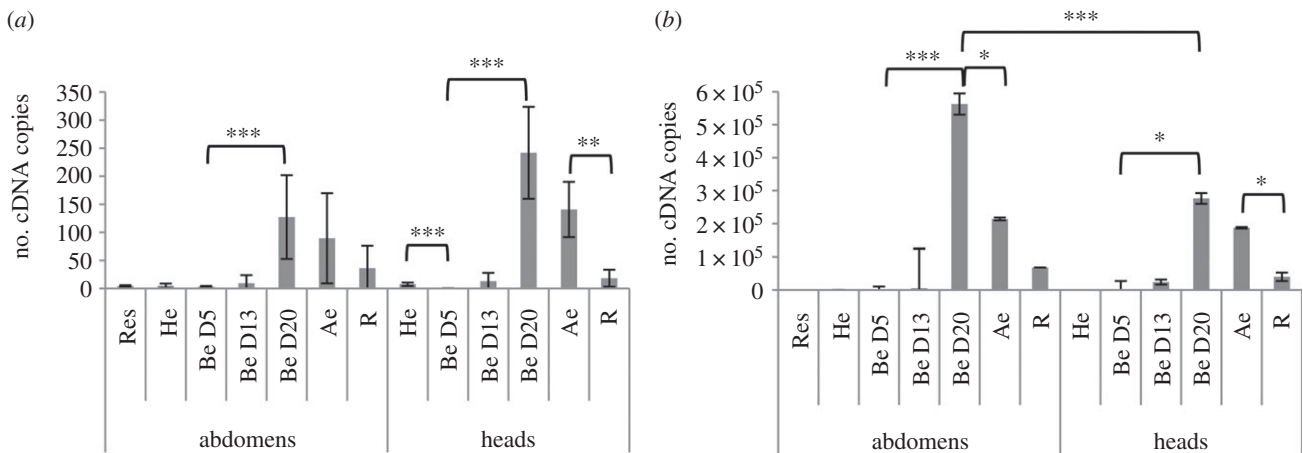 (a)
***
***
***
**
350
300
250
200
150
100
50
0
no. cDNA copies
Res
He
Be D5
Be D13
Be D20
Ae
R
He
Be D5
Be D13
Be D20
Ae
R
abdomens
heads
(b)
***
***
*
*
*
6 × 10⁵
5 × 10⁵
4 × 10⁵
3 × 10⁵
2 × 10⁵
1 × 10⁵
0
no. cDNA copies
Res
He
Be D5
Be D13
Be D20
Ae
R
He
Be D5
Be D13
Be D20
Ae
R
abdomens
heads